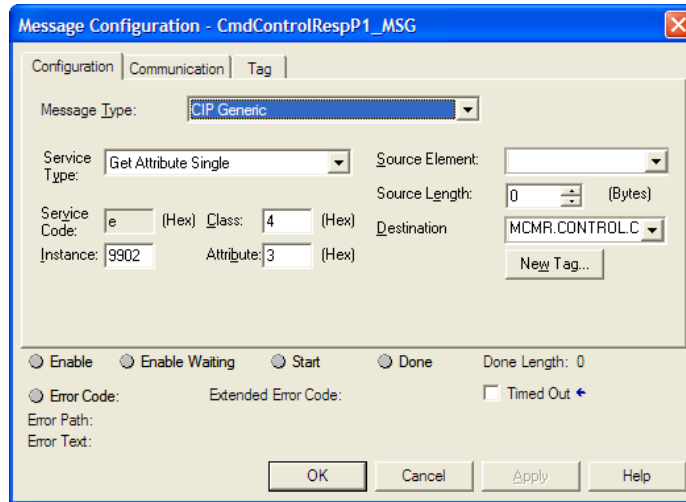 Message Configuration - CmdControlRespP1_MSG
Configuration Communication Tag
Message Type: CIP Generic
Service Type: Get Attribute Single
Source Element:
Source Length: 0 (Bytes)
Service Code: e (Hex) Class: 4 (Hex)
Destination MCMR.CONTROL.C
Instance: 9902 Attribute: 3 (Hex)
New Tag...
Enable Enable Waiting Start Done Done Length: 0
Error Code: Extended Error Code: Timed Out
Error Path:
Error Text:
OK Cancel Apply Help